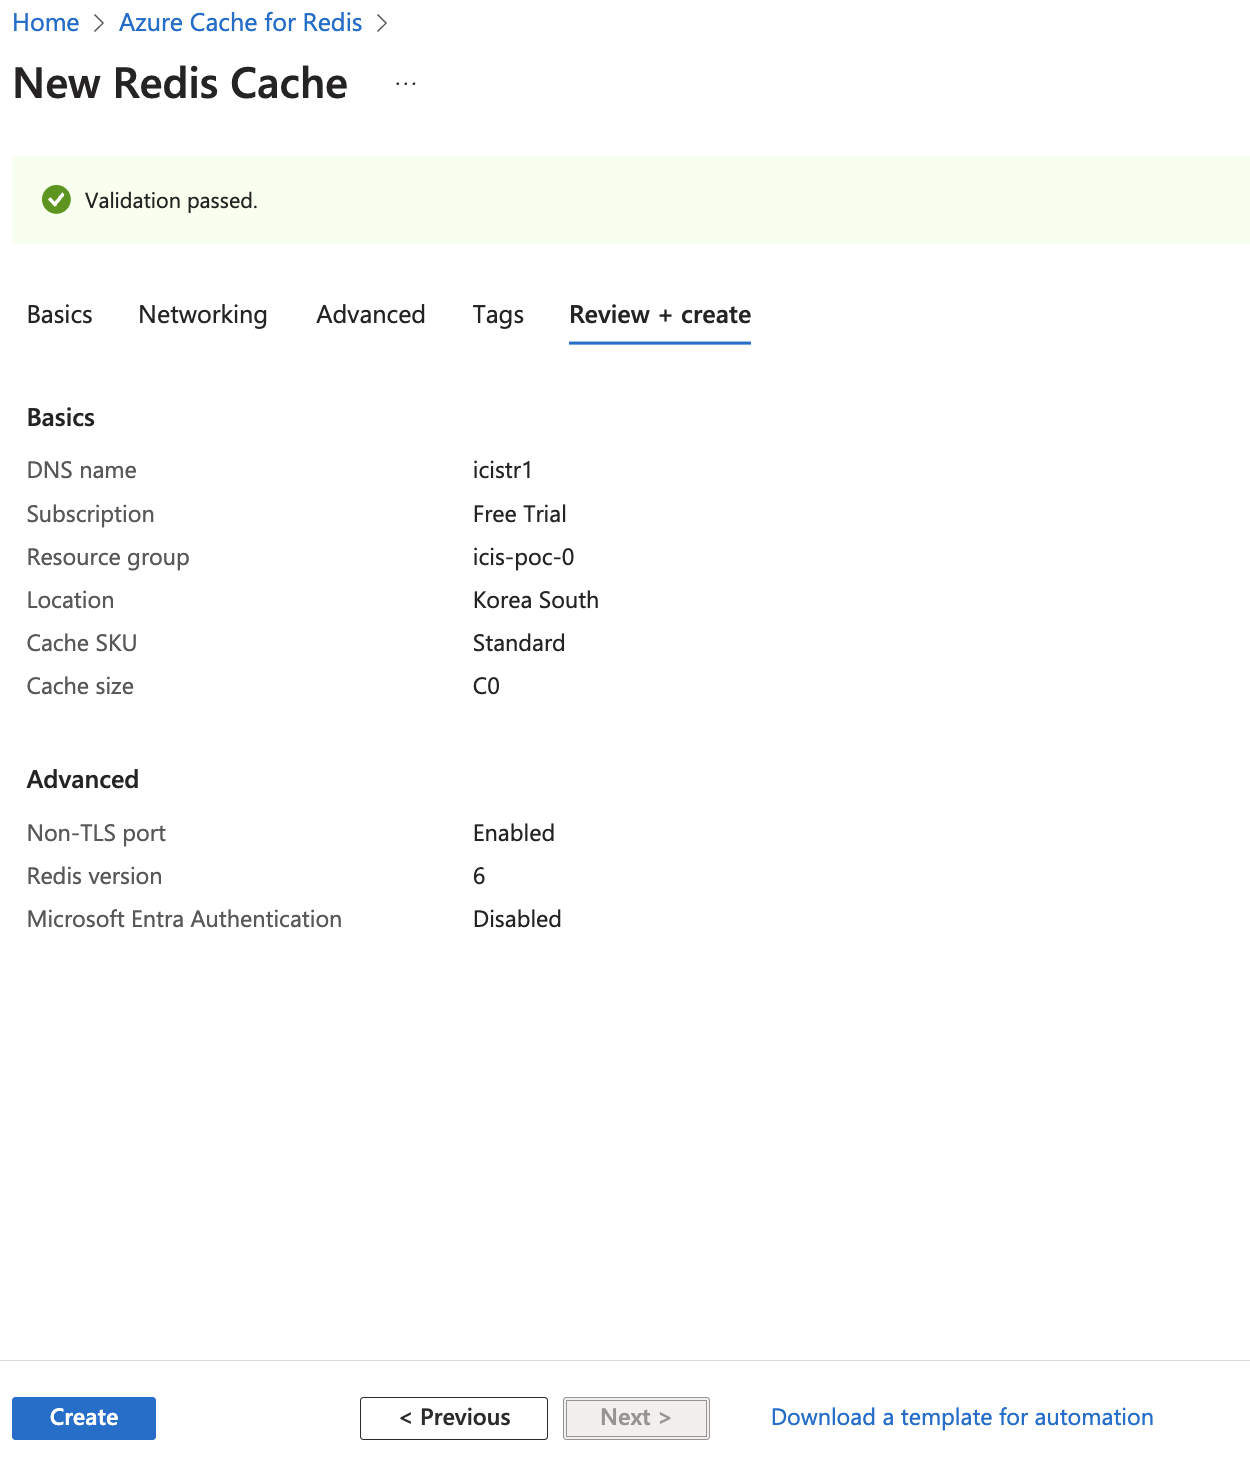 Home > Azure Cache for Redis >
New Redis Cache ...
Validation passed.
Basics Networking Advanced Tags Review + create
Basics
DNS name icistr1
Subscription Free Trial
Resource group icis-poc-0
Location Korea South
Cache SKU Standard
Cache size C0
Advanced
Non-TLS port Enabled
Redis version 6
Microsoft Entra Authentication Disabled
Create < Previous Next > Download a template for automation